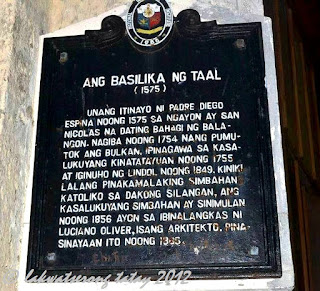 ANG BASILIKA NG TAAL
(1575)
UNANG ITINAYO NI PADRE DIEGO
ESPINA NOONG 1575 SA NGAYON AY SAN
NICOLAS NA DATING BAHAGI NG BALA-
NGON. NAGIBA NOONG 1754 NANG PUMU-
TOK ANG BULKAN. IPINAGAWA SA KASA-
LUKUYANG KINATATAYUAN NOONG 1755
AT IGINUHO NG LINDOL NOONG 1849. KINIKI
LALANG PINAKAMALAKING SIMBAHAN
KATOLIKO SA DAKONG SILANGAN, ANG
KASALUKUYANG SIMBAHAN AY SINIMULAN
NOONG 1856 AYON SA IBINALANGKAS NI
LUCIANO OLIVER, ISANG ARKITEKTO. PINA-
SINAYAAN ITO NOONG
lakwatserong tatay 2012